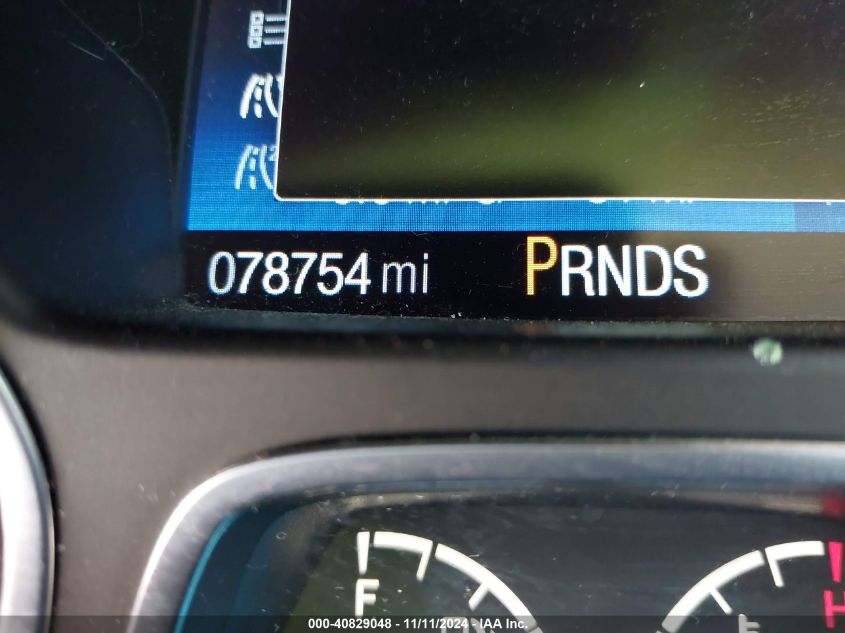 078754 mi PRNDS
F H
000-40829048 - 11/11/2024 - IAA Inc.